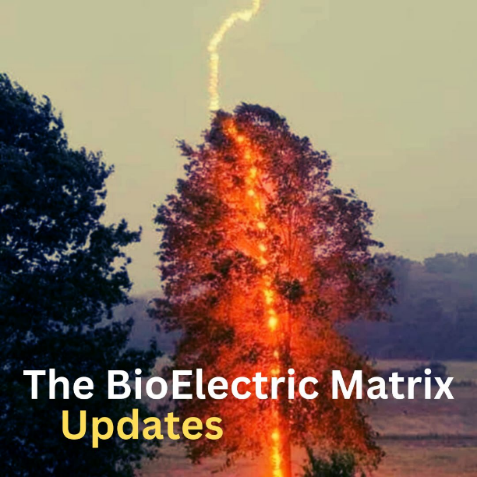 The BioElectric Matrix
Updates